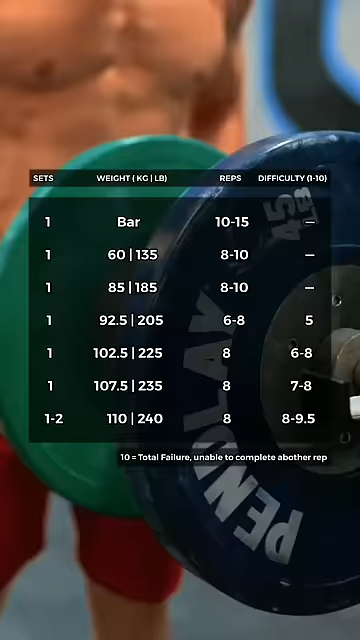 SETS WEIGHT ( KG | LB) REPS DIFFICULTY (1-10)
1 Bar 10-15 –
1 60 | 135 8-10 –
1 85 | 185 8-10 –
1 92.5 | 205 6-8 5
1 102.5 | 225 8 6-8
1 107.5 | 235 8 7-8
1-2 110 | 240 8 8-9.5
10 = Total Failure, unable to complete abother rep
45
LB
PENDLAY